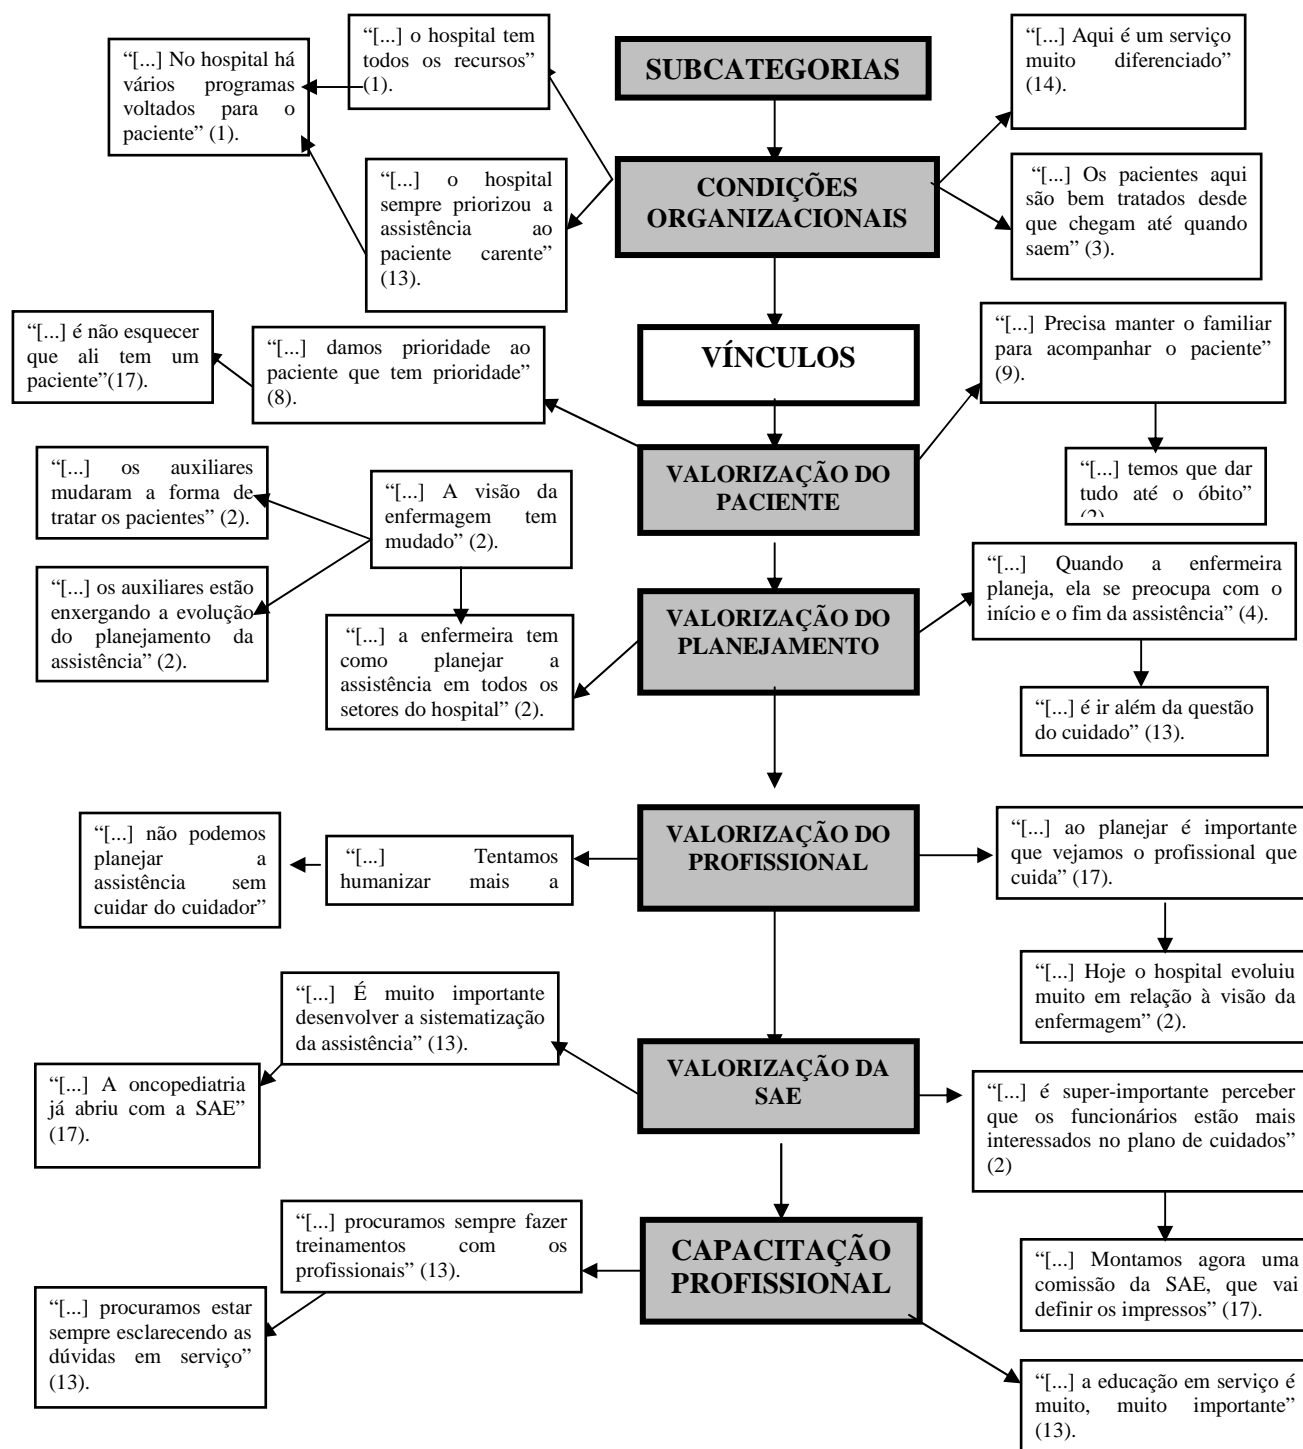 “[...] o hospital tem
todos os recursos”
(1).
“[...] No hospital há
vários programas
voltados para o
paciente” (1).
SUBCATEGORIAS
“[...] Aqui é um serviço
muito diferenciado”
(14).
“[...] o hospital
sempre priorizou a
assistência ao
paciente carente”
(13).
CONDIÇÕES
ORGANIZACIONAIS
“[...] Os pacientes aqui
são bem tratados desde
que chegam até quando
saem” (3).
“[...] é não esquecer
que ali tem um
paciente”(17).
“[...] damos prioridade ao
paciente que tem prioridade”
(8).
VÍNCULOS
“[...] Precisa manter o familiar
para acompanhar o paciente”
(9).
“[...] os auxiliares
mudaram a forma de
tratar os pacientes” (2).
“[...] A visão da
enfermagem tem
mudado” (2).
VALORIZAÇÃO DO
PACIENTE
“[...] temos que dar
tudo até o óbito”
“[...] os auxiliares estão
enxergando a evolução
do planejamento da
assistência” (2).
“[...] a enfermeira tem
como planejar a
assistência em todos os
setores do hospital” (2).
VALORIZAÇÃO DO
PLANEJAMENTO
“[...] Quando a enfermeira
planeja, ela se preocupa com o
início e o fim da assistência” (4).
“[...] é ir além da questão
do cuidado” (13).
“[...] não podemos
planejar a
assistência sem
cuidar do cuidador”
“[...] Tentamos
humanizar mais a
VALORIZAÇÃO DO
PROFISSIONAL
“[...] ao planejar é importante
que vejamos o profissional que
cuida” (17).
“[...] Hoje o hospital evoluiu
muito em relação à visão da
enfermagem” (2).
“[...] É muito importante
desenvolver a sistematização
da assistência” (13).
“[...] A oncopediatria
já abriu com a SAE”
(17).
VALORIZAÇÃO DA
SAE
“[...] é super-importante perceber
que os funcionários estão mais
interessados no plano de cuidados”
(2)
“[...] Montamos agora uma
comissão da SAE, que vai
definir os impressos” (17).
“[...] procuramos sempre fazer
treinamentos com os
profissionais” (13).
“[...] procuramos estar
sempre esclarecendo as
dúvidas em serviço”
(13).
CAPACITAÇÃO
PROFISSIONAL
“[...] a educação em serviço é
muito, muito importante”
(13).